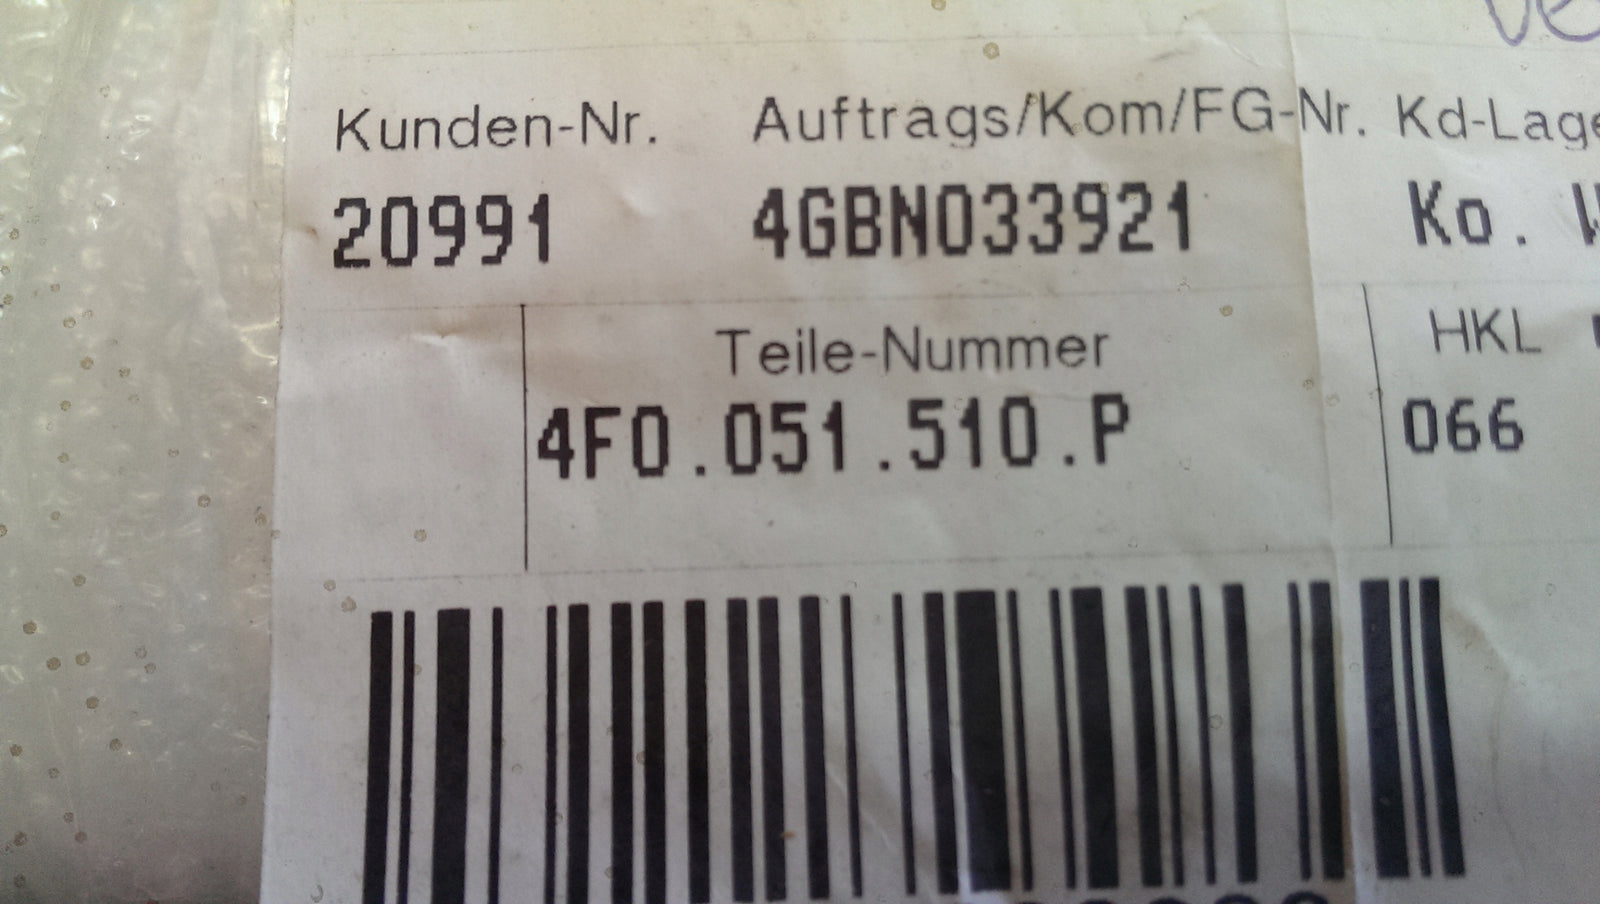 Kunden-Nr. Auftrags/Kom/FG-Nr. Kd-Lage
20991 4GBN033921 Ko.
Teile-Nummer HKL
4F0.051.510.P 066